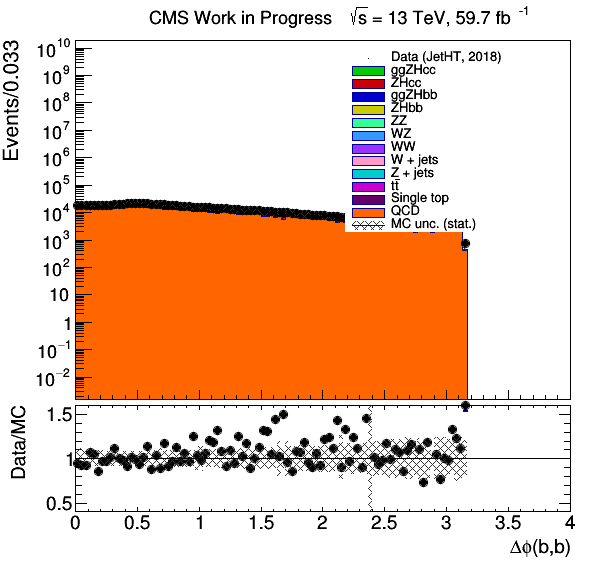 CMS Work in Progress √s = 13 TeV, 59.7 fb⁻¹
Events/0.033
10¹⁰
10⁹
10⁸
10⁷
10⁶
10⁵
10⁴
10³
10²
10
1
10⁻¹
10⁻²
Data (JetHT, 2018)
ggZHcc
ZHcc
ggZHbb
ZHbb
ZZ
WZ
WW
W + jets
Z + jets
tt̄
Single top
QCD
MC unc. (stat.)
Data/MC
1.5
1
0.5
0 0.5 1 1.5 2 2.5 3 3.5 4
Δϕ(b,b)